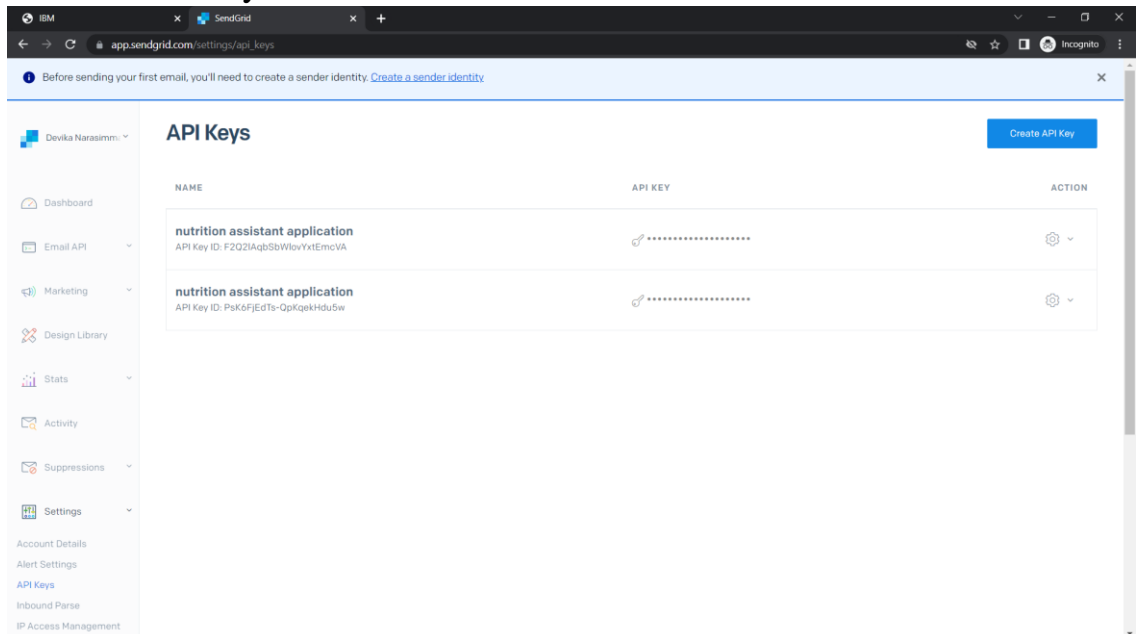 IBM
SendGrid
app.sendgrid.com/settings/api_keys
Incognito
Before sending your first email, you'll need to create a sender identity. Create a sender identity
Devika Narasimm
API Keys
Create API Key
NAME
API KEY
ACTION
Dashboard
nutrition assistant application
API Key ID: F2Q2IAqbSbWlovYxtEmcVA
Email API
Marketing
nutrition assistant application
API Key ID: PsK6FjEdTs-QpKqekHdu5w
Design Library
Stats
Activity
Suppressions
Settings
Account Details
Alert Settings
API Keys
Inbound Parse
IP Access Management